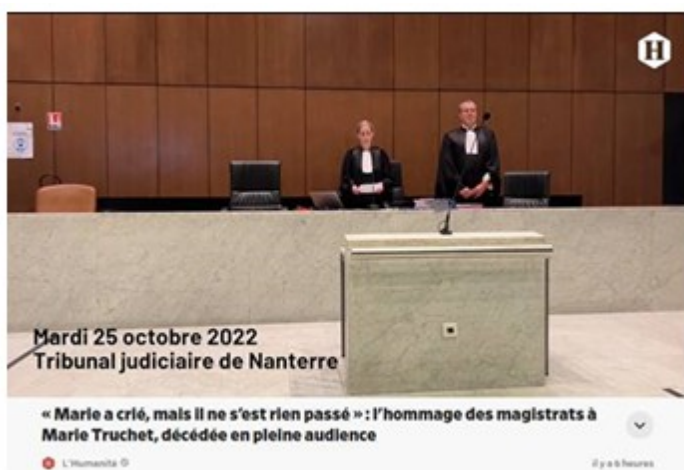 H
Mardi 25 octobre 2022
Tribunal judiciaire de Nanterre
« Marie a crié, mais il ne s'est rien passé » : l'hommage des magistrats à
Marie Truchet, décédée en pleine audience
L'Humanité
il y a 6 heures